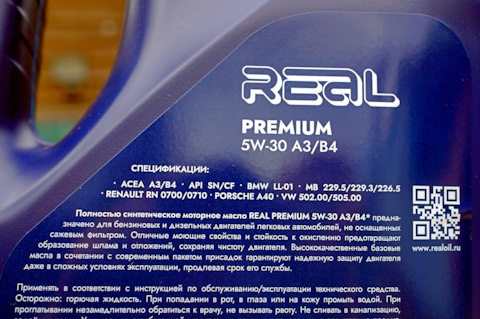 REAL
PREMIUM
5W-30 A3/B4
СПЕЦИФИКАЦИИ:
· ACEA A3/B4 · API SN/CF · BMW LL-01 · MB 229.5/229.3/226.5
· RENAULT RN 0700/0710 · PORSCHE A40 · VW 502.00/505.00
Полностью синтетическое моторное масло REAL PREMIUM 5W-30 A3/B4® предна-
значено для бензиновых и дизельных двигателей легковых автомобилей, не оснащенных
сажевым фильтром. Отличные моющие свойства и стойкость к окислению предотвращают
образование шлама и отложений, сохраняя чистоту двигателя. Высококачественные базовые
масла в сочетании с современным пакетом присадок гарантируют надежную защиту двигателя
даже в сложных условиях эксплуатации, продлевая срок его службы.
www.realoil.ru
Применять в соответствии с инструкцией по обслуживанию/эксплуатации технического средства.
Осторожно: горючая жидкость. При попадании в рот, в глаза или на кожу промыть водой. При
проглатывании незамедлительно обратиться к врачу, не вызывать рвоту. Не сливать в канализацию,